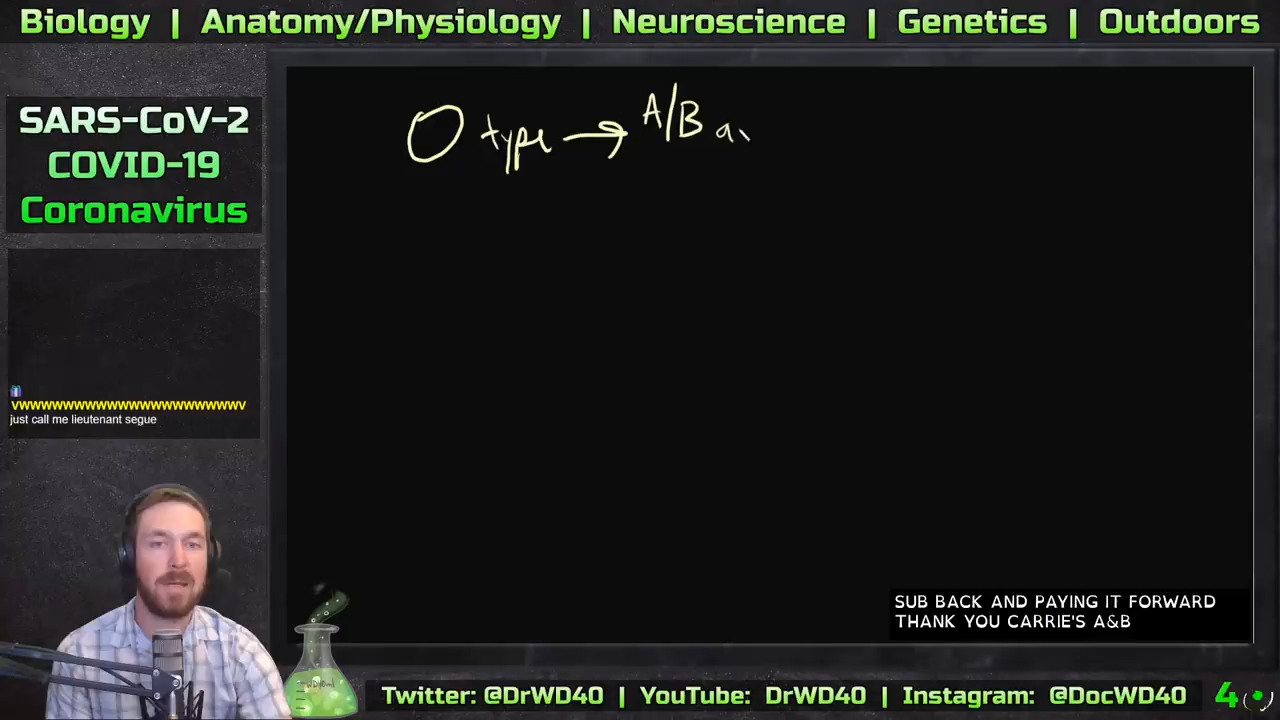 Biology | Anatomy/Physiology | Neuroscience | Genetics | Outdoors
SARS-CoV-2
COVID-19
Coronavirus
O type → A/B
VWWWWWWWWWWWWWWWWWWWWWWWV
just call me lieutenant segue
SUB BACK AND PAYING IT FORWARD
THANK YOU CARRIE'S A&B
Twitter: @DrWD40 | YouTube: DrWD40 | Instagram: @DocWD40 4